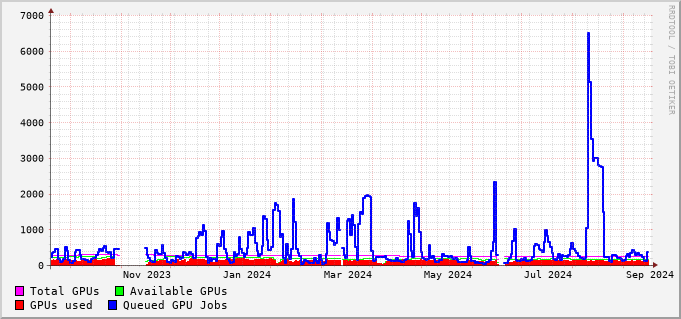 7000
6000
5000
4000
3000
2000
1000
0
Nov 2023 Jan 2024 Mar 2024 May 2024 Jul 2024 Sep 2024
Total GPUs Available GPUs
GPUs used Queued GPU Jobs
RRDTOOL / TOBI OETIKER